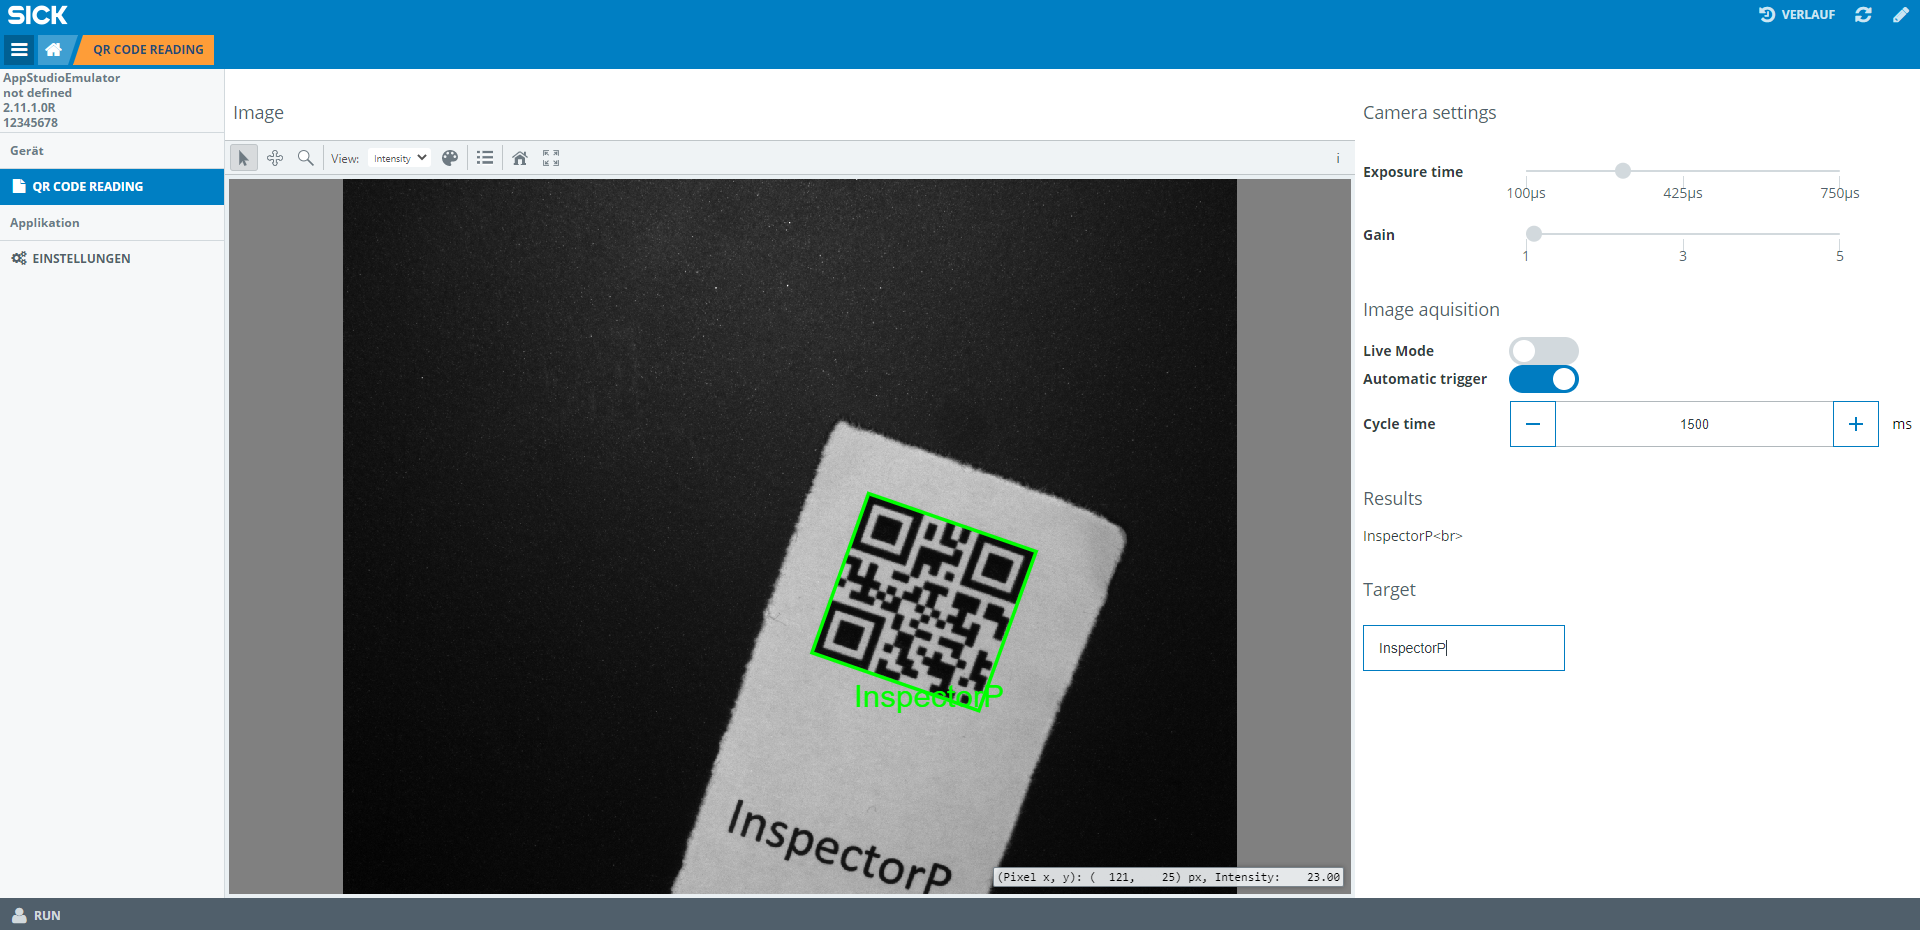 SICK
VERLAUF
QR CODE READING
AppStudioEmulator
not defined
2.11.1.0R
12345678
Gerät
QR CODE READING
Applikation
EINSTELLUNGEN
Image
View: Intensity
i
InspectorP
InspectorP
(Pixel x, y): ( 121, 25) px, Intensity: 23.00
Camera settings
Exposure time
100µs 425µs 750µs
Gain
1 3 5
Image aquisition
Live Mode
Automatic trigger
Cycle time − 1500 + ms
Results
InspectorP<br>
Target
InspectorP
RUN